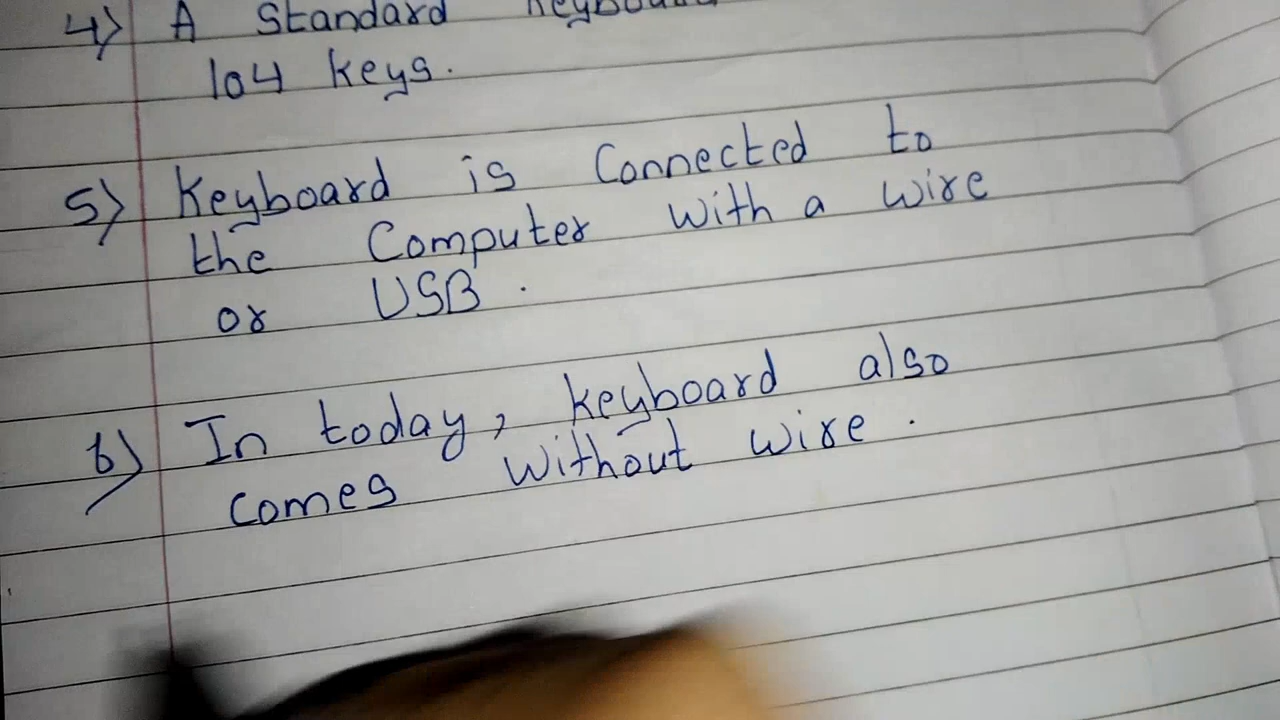 4) A Standard Keyboard
104 keys.
5) Keyboard is Connected to
the Computer with a wire
or USB.
6) In today, keyboard also
comes without wire.